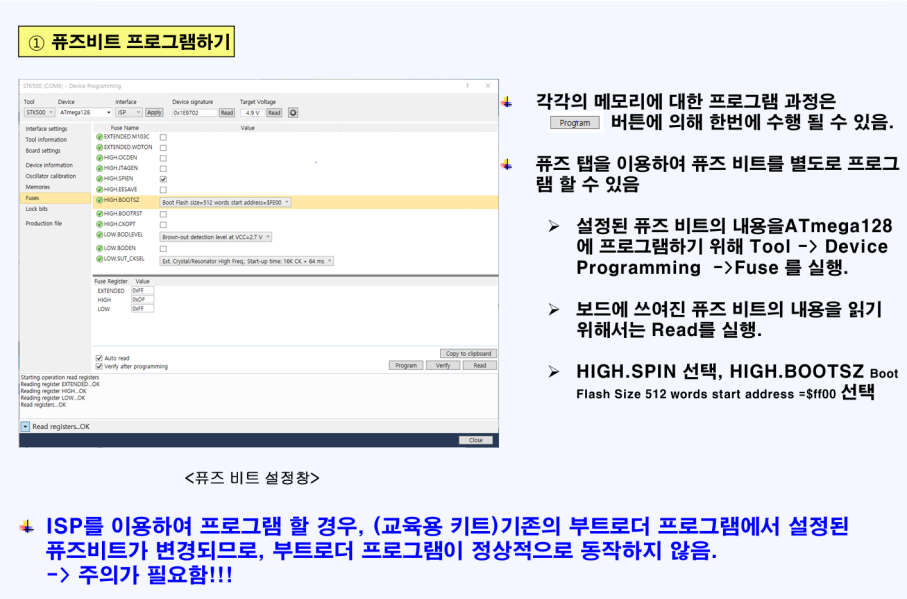 ① 퓨즈비트 프로그램하기
STK500 (COM6) - Device Programming
Tool Device Interface Device signature Target Voltage
STK500 ATmega128 ISP Apply 0x1E9702 Read 4.9 V Read
Interface settings
Tool information
Board settings
Device information
Oscillator calibration
Memories
Fuses
Lock bits
Production file
Fuse Name Value
EXTENDED.M103C
EXTENDED.WDTON
HIGH.OCDEN
HIGH.JTAGEN
HIGH.SPIEN
HIGH.EESAVE
HIGH.BOOTSZ Boot Flash size=512 words start address=$FE00
HIGH.BOOTRST
HIGH.CKOPT
LOW.BODLEVEL Brown-out detection level at VCC=2.7 V
LOW.BODEN
LOW.SUT_CKSEL Ext. Crystal/Resonator High Freq.; Start-up time: 16K CK + 64 ms
Fuse Register Value
EXTENDED 0xFF
HIGH 0xDF
LOW 0xFF
Copy to clipboard
Auto read
Verify after programming
Program Verify Read
Starting operation read registers
Reading register EXTENDED...OK
Reading register HIGH...OK
Reading register LOW...OK
Read registers...OK
Read registers...OK
Close
<퓨즈 비트 설정창>
각각의 메모리에 대한 프로그램 과정은
Program 버튼에 의해 한번에 수행 될 수 있음.
퓨즈 탭을 이용하여 퓨즈 비트를 별도로 프로그
램 할 수 있음
설정된 퓨즈 비트의 내용을ATmega128
에 프로그램하기 위해 Tool -> Device
Programming ->Fuse 를 실행.
보드에 쓰여진 퓨즈 비트의 내용을 읽기
위해서는 Read를 실행.
HIGH.SPIN 선택, HIGH.BOOTSZ Boot
Flash Size 512 words start address =$ff00 선택
ISP를 이용하여 프로그램 할 경우, (교육용 키트)기존의 부트로더 프로그램에서 설정된
퓨즈비트가 변경되므로, 부트로더 프로그램이 정상적으로 동작하지 않음.
-> 주의가 필요함!!!